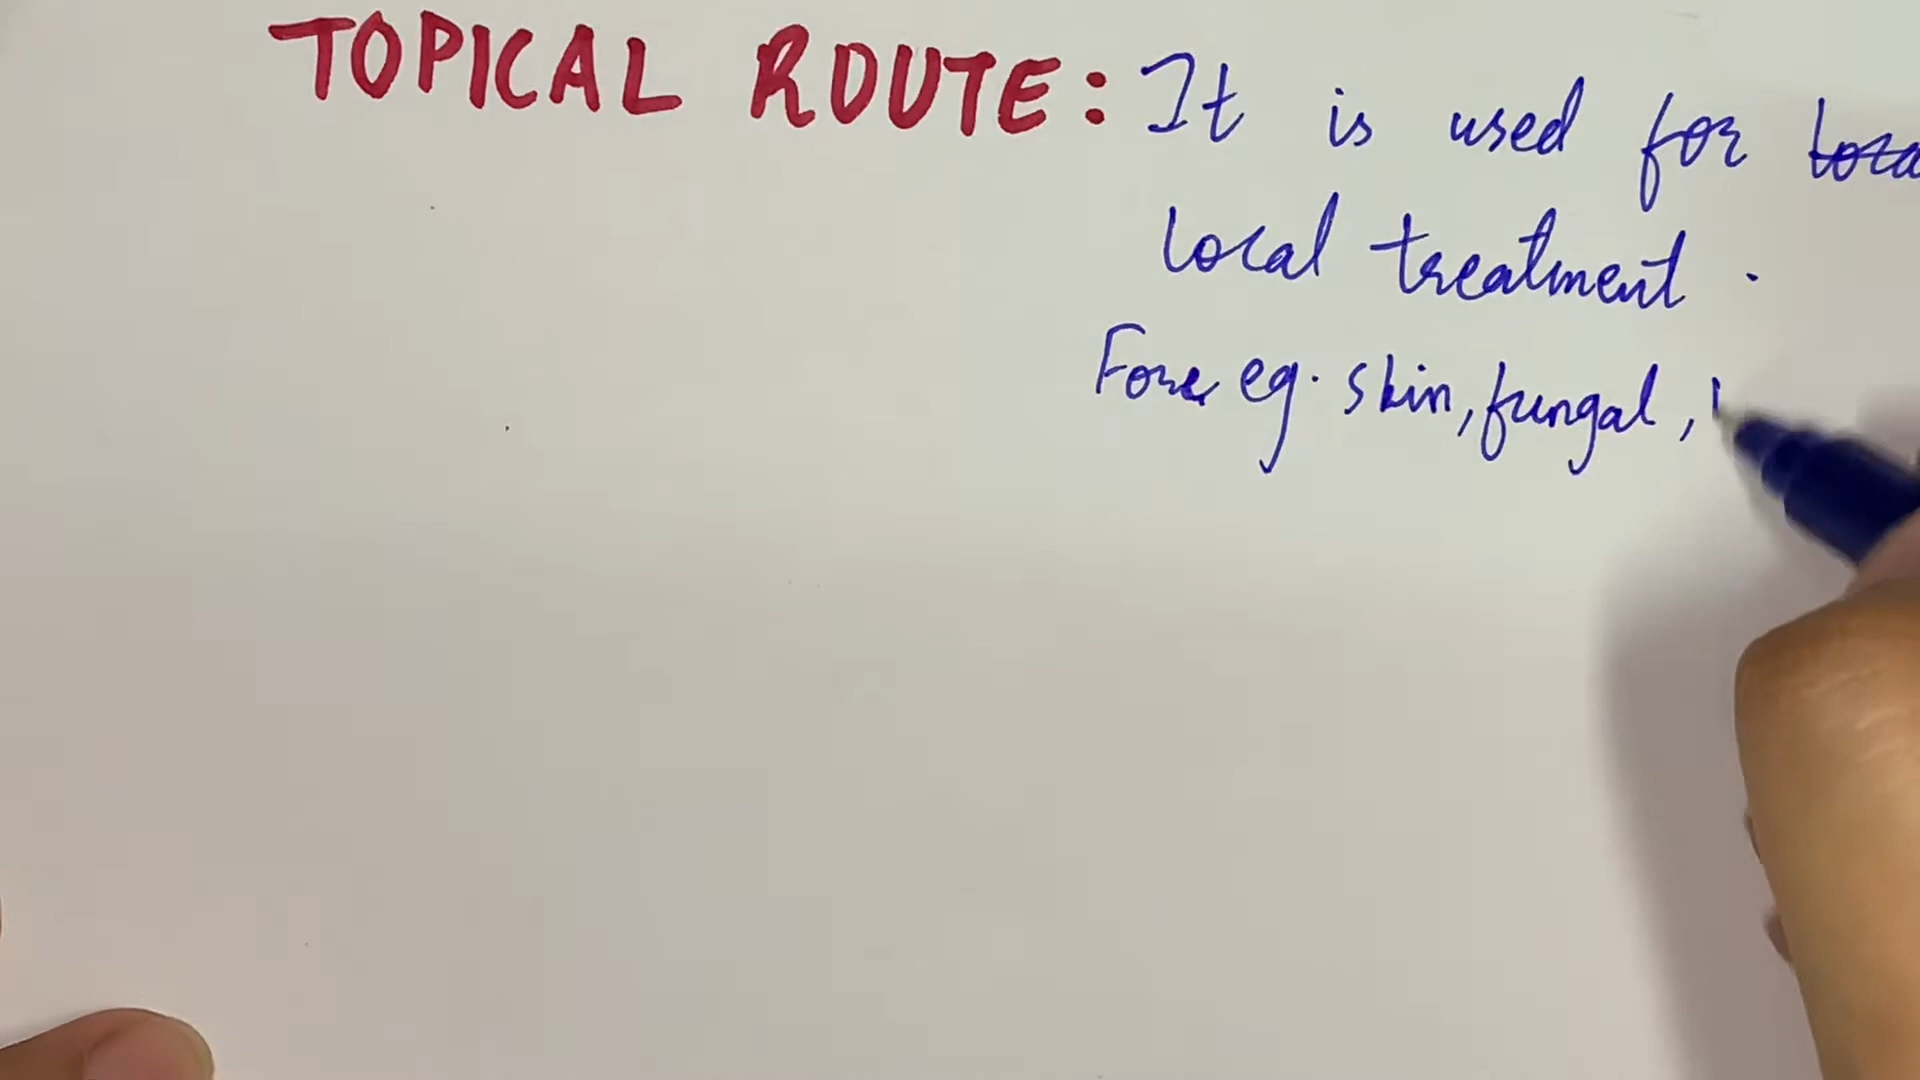 TOPICAL ROUTE: It is used for
local treatment.
For eg. skin, fungal,